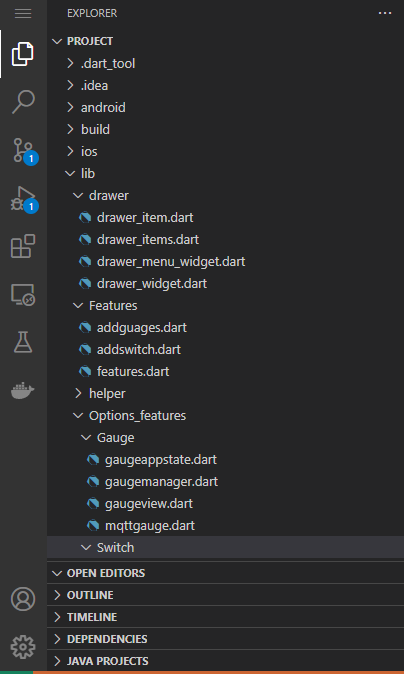 EXPLORER
PROJECT
.dart_tool
.idea
android
build
ios
lib
drawer
drawer_item.dart
drawer_items.dart
drawer_menu_widget.dart
drawer_widget.dart
Features
addguages.dart
addswitch.dart
features.dart
helper
Options_features
Gauge
gaugeappstate.dart
gaugemanager.dart
gaugeview.dart
mqttgauge.dart
Switch
OPEN EDITORS
OUTLINE
TIMELINE
DEPENDENCIES
JAVA PROJECTS
1
1